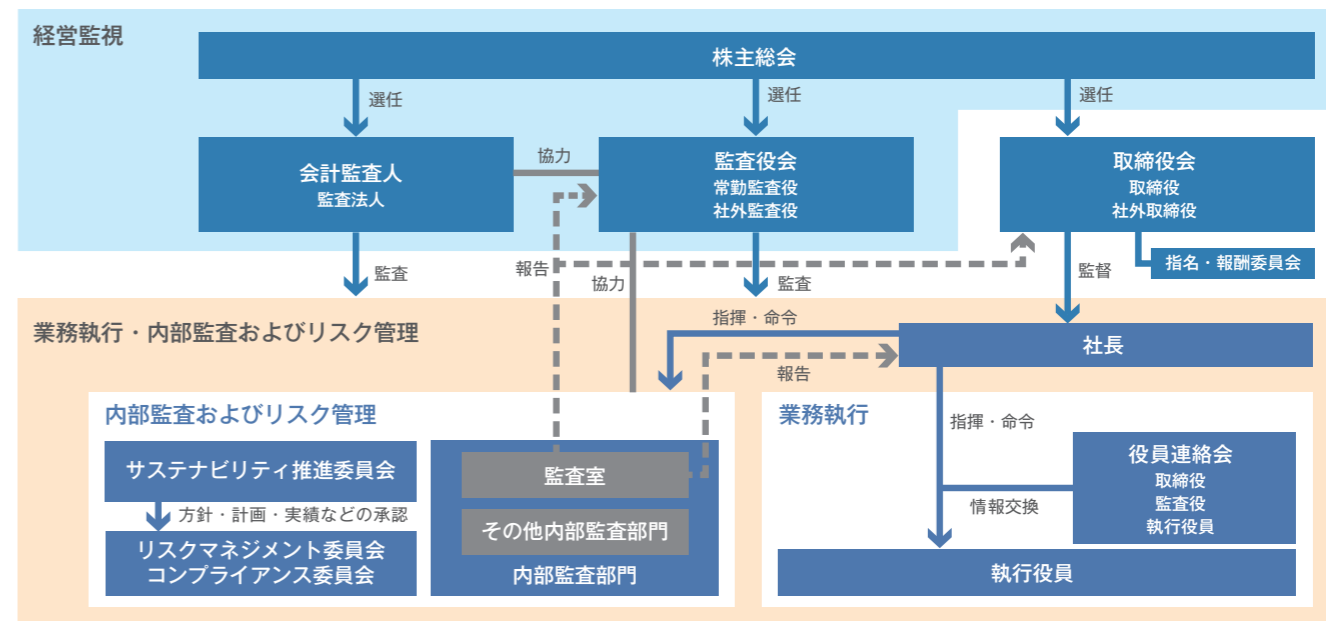 経営監視
株主総会
選任
選任
選任
会計監査人
監査法人
協力
監査役会
常勤監査役
社外監査役
取締役会
取締役
社外取締役
監査
報告
協力
監査
監督
指名・報酬委員会
業務執行・内部監査およびリスク管理
指揮・命令
社長
報告
内部監査およびリスク管理
サステナビリティ推進委員会
方針・計画・実績などの承認
リスクマネジメント委員会
コンプライアンス委員会
監査室
その他内部監査部門
内部監査部門
業務執行
指揮・命令
役員連絡会
取締役
監査役
執行役員
情報交換
執行役員